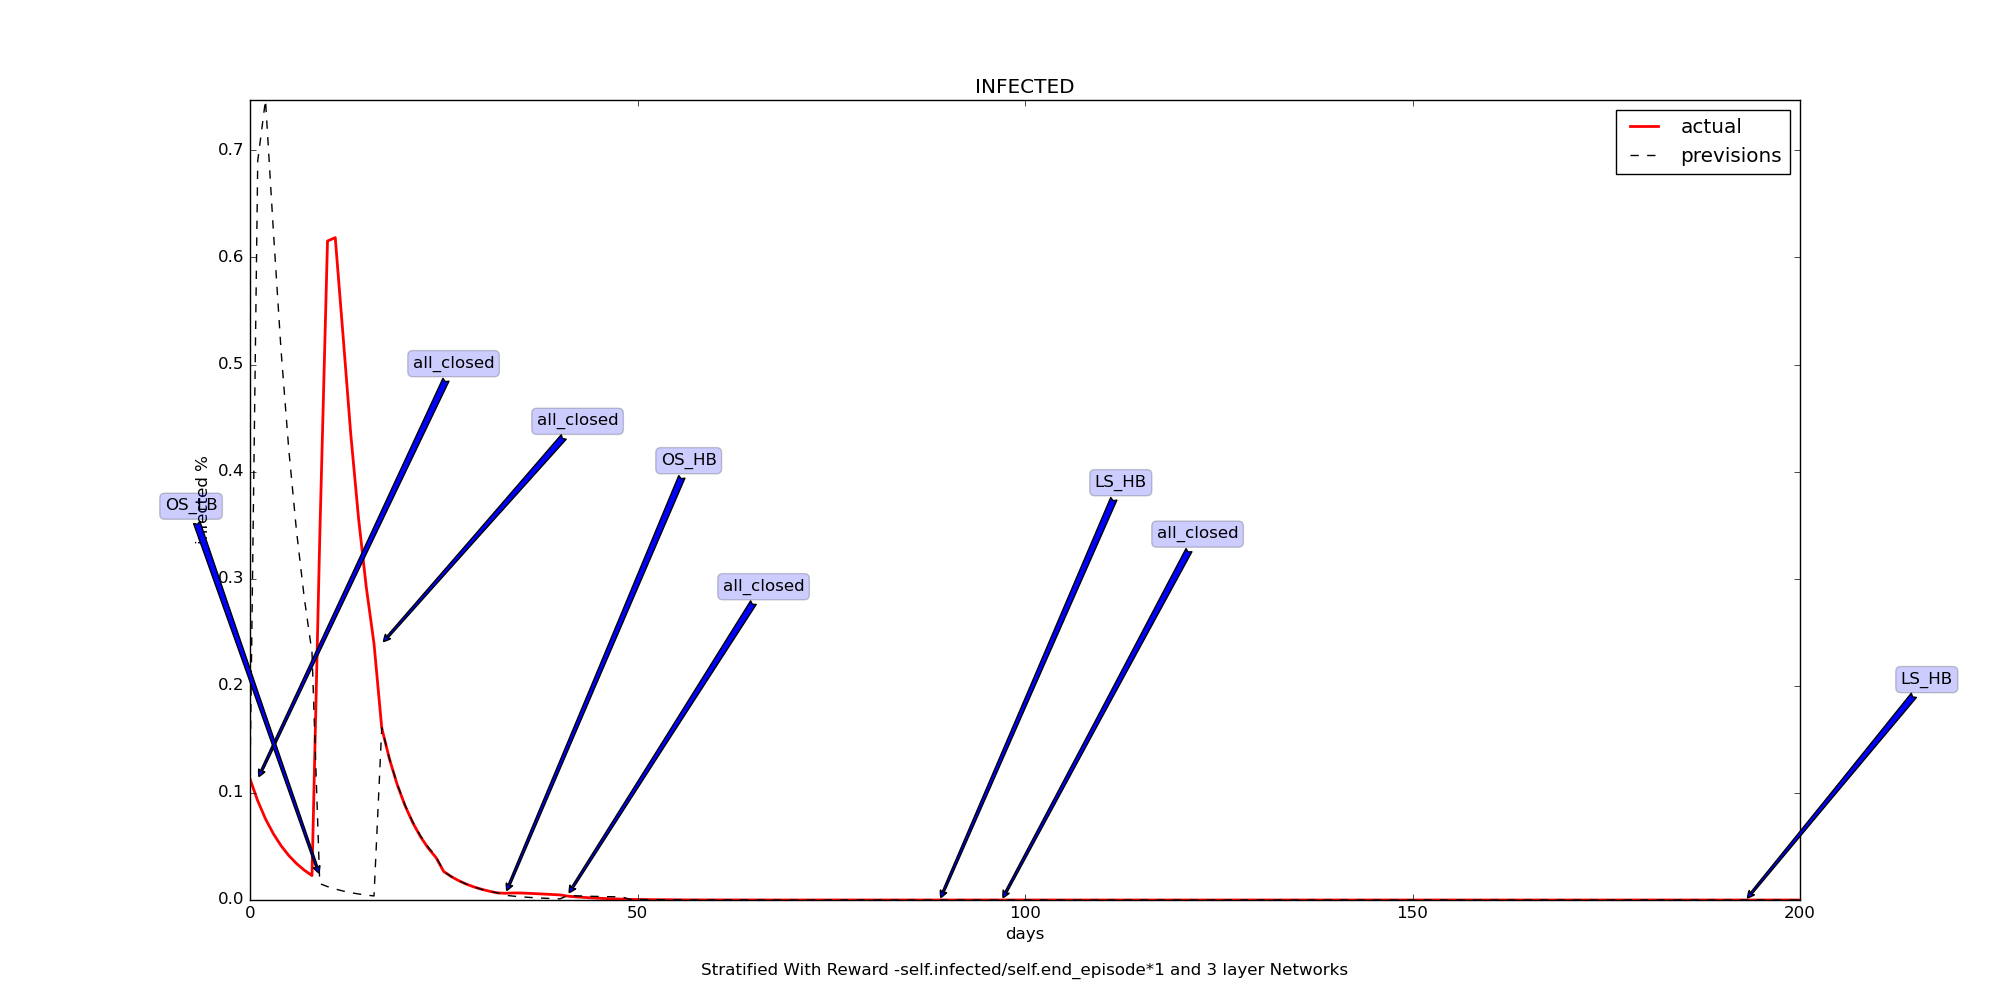 INFECTED
actual
previsions
0.7
0.6
0.5
0.4
0.3
0.2
0.1
0.0
infected %
all_closed
all_closed
OS_HB
LS_HB
OS_LB
all_closed
all_closed
LS_HB
0
50
100
150
200
days
Stratified With Reward -self.infected/self.end_episode*1 and 3 layer Networks